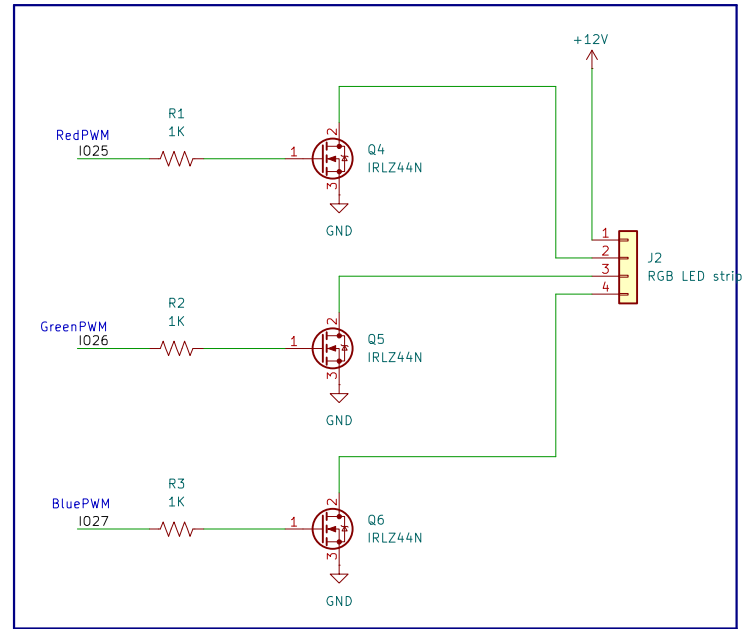 +12V
R1
1K
RedPWM
IO25
1
2
3
Q4
IRLZ44N
GND
1
2
3
4
J2
RGB LED strip
R2
1K
GreenPWM
IO26
1
2
3
Q5
IRLZ44N
GND
R3
1K
BluePWM
IO27
1
2
3
Q6
IRLZ44N
GND